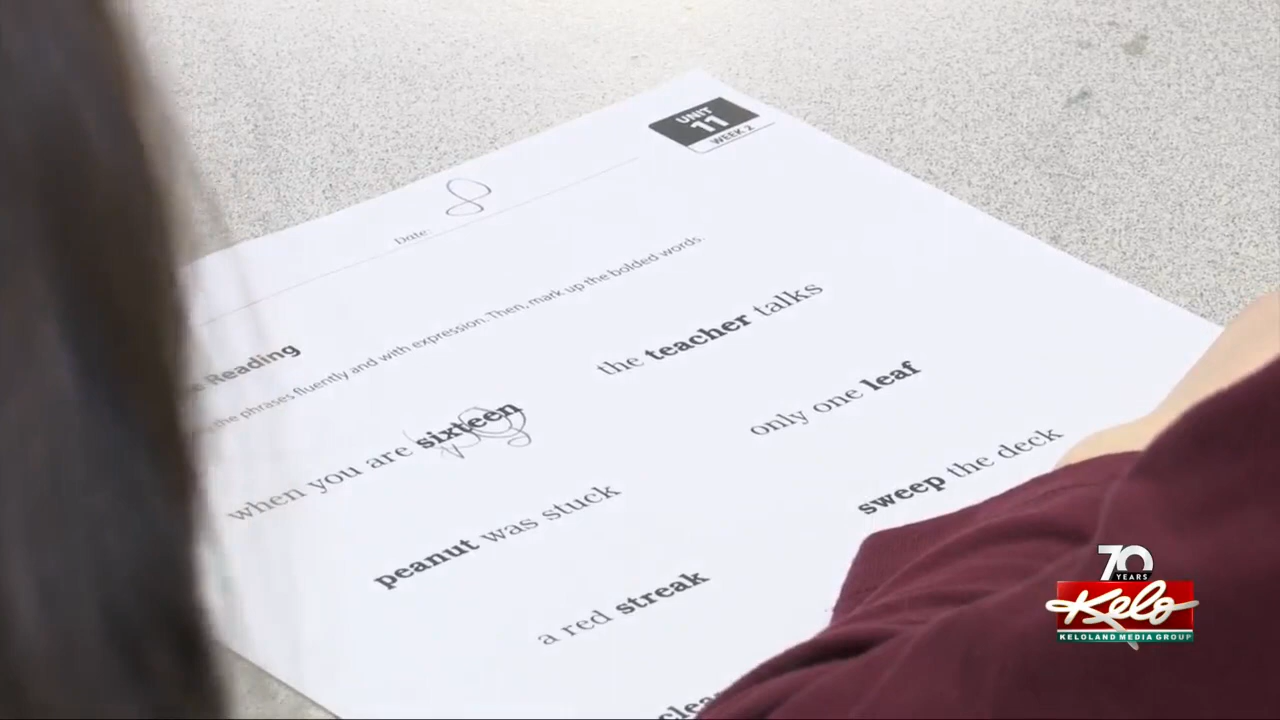 UNIT
11
WEEK 2
Date:
Reading
the phrases fluently and with expression. Then, mark up the bolded words.
when you are sixteen
the teacher talks
peanut was stuck
only one leaf
a red streak
sweep the deck
70
YEARS
Kelo
KELOLAND MEDIA GROUP